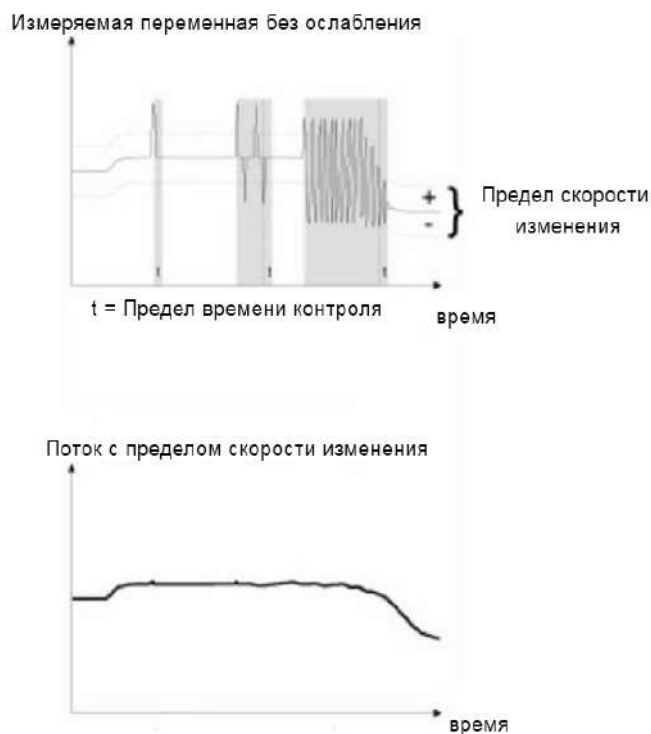 Измеряемая переменная без ослабления
+
Предел скорости
-
изменения
t t t
t = Предел времени контроля
время
Поток с пределом скорости изменения
время